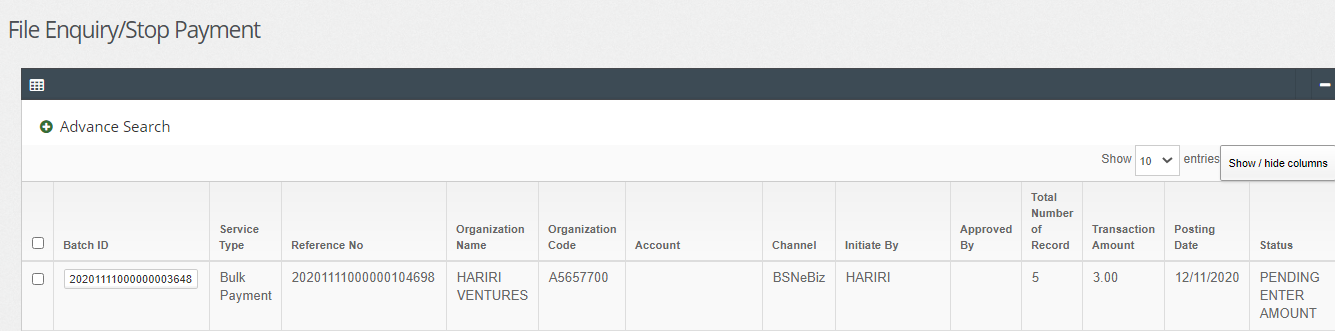 File Enquiry/Stop Payment
Advance Search
Show 10 entries Show / hide columns
Batch ID
Service
Type
Reference No
Organization
Name
Organization
Code
Account
Channel
Initiate By
Approved
By
Total
Number
of
Record
Transaction
Amount
Posting
Date
Status
20201111000000003648
Bulk
Payment
20201111000000104698
HARIRI
VENTURES
A5657700
BSNeBiz
HARIRI
5
3.00
12/11/2020
PENDING
ENTER
AMOUNT